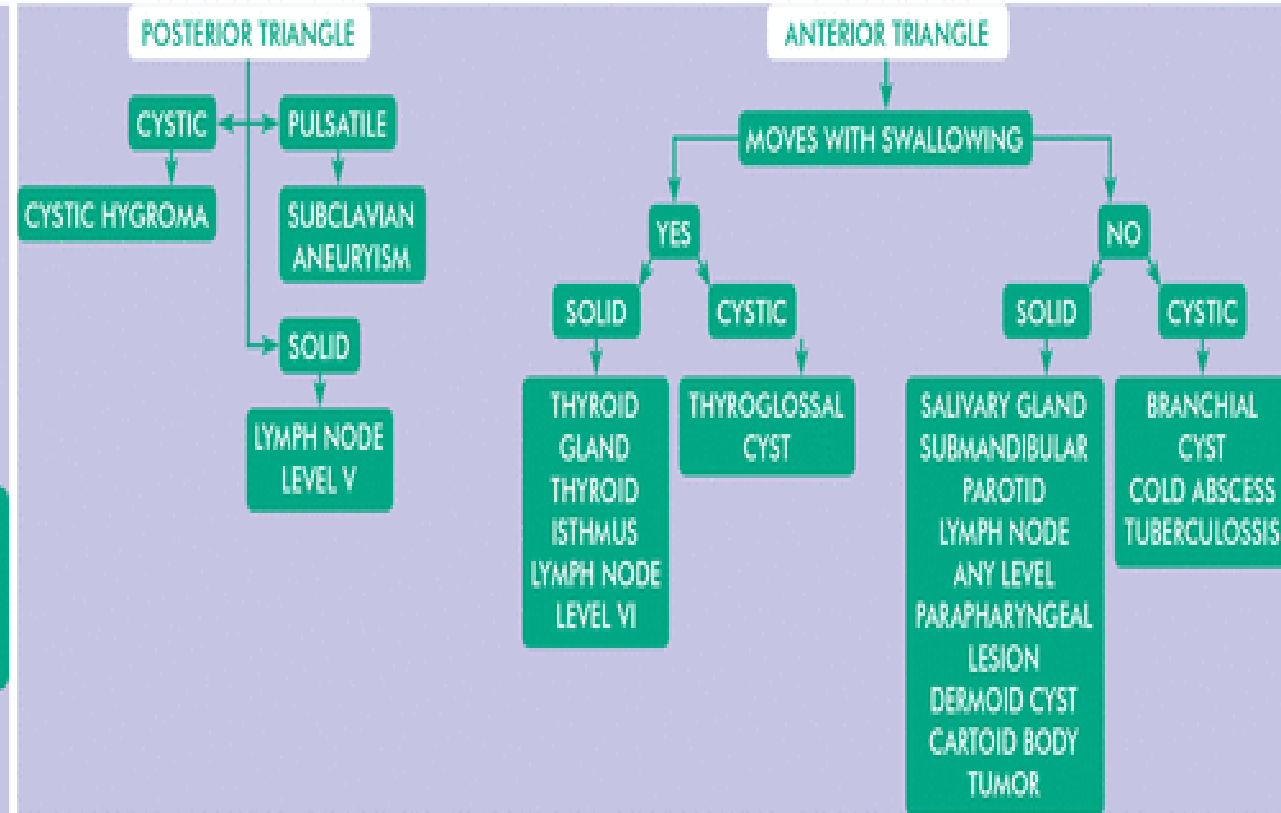 POSTERIOR TRIANGLE
CYSTIC
PULSATILE
CYSTIC HYGROMA
SUBCLAVIAN
ANEURYISM
SOLID
LYMPH NODE
LEVEL V
ANTERIOR TRIANGLE
MOVES WITH SWALLOWING
YES
SOLID
CYSTIC
THYROID
GLAND
THYROID
ISTHMUS
LYMPH NODE
LEVEL VI
THYROGLOSSAL
CYST
NO
SOLID
CYSTIC
SALIVARY GLAND
SUBMANDIBULAR
PAROTID
LYMPH NODE
ANY LEVEL
PARAPHARYNGEAL
LESION
DERMOID CYST
CARTOID BODY
TUMOR
BRANCHIAL
CYST
COLD ABSCESS
TUBERCULOSSIS